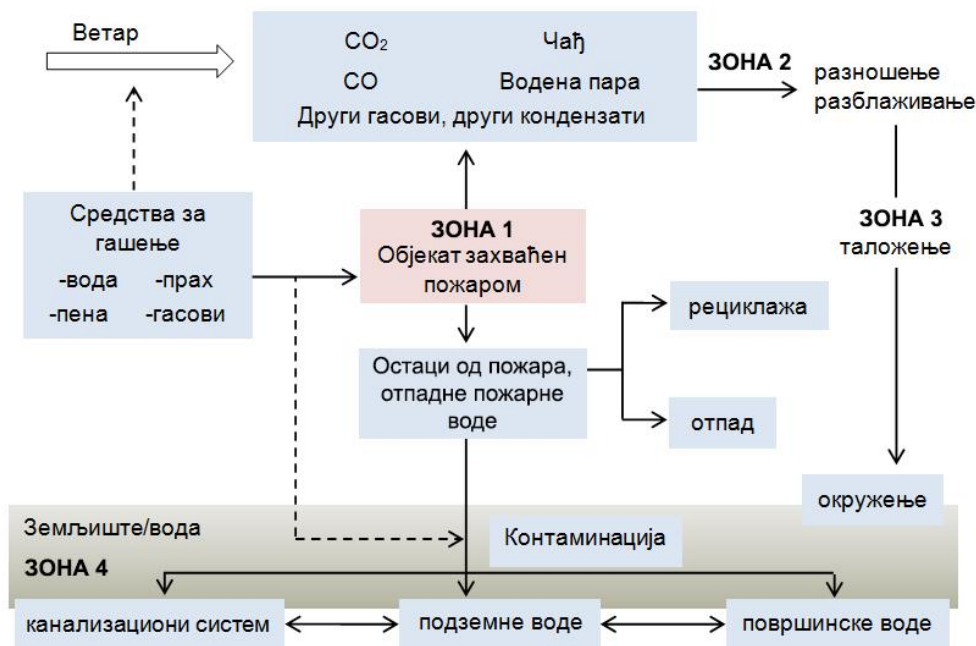 Ветар
CO₂
Чађ
CO
Водена пара
Други гасови, други кондензати
ЗОНА 2
разношење
разблаживање
Средства за
гашење
-вода -прах
-пена -гасови
ЗОНА 1
Објекат захваћен
пожаром
ЗОНА 3
таложење
рециклажа
Остаци од пожара,
отпадне пожарне
воде
отпад
окружење
Земљиште/вода
Контаминација
ЗОНА 4
канализациони систем
подземне воде
површинске воде